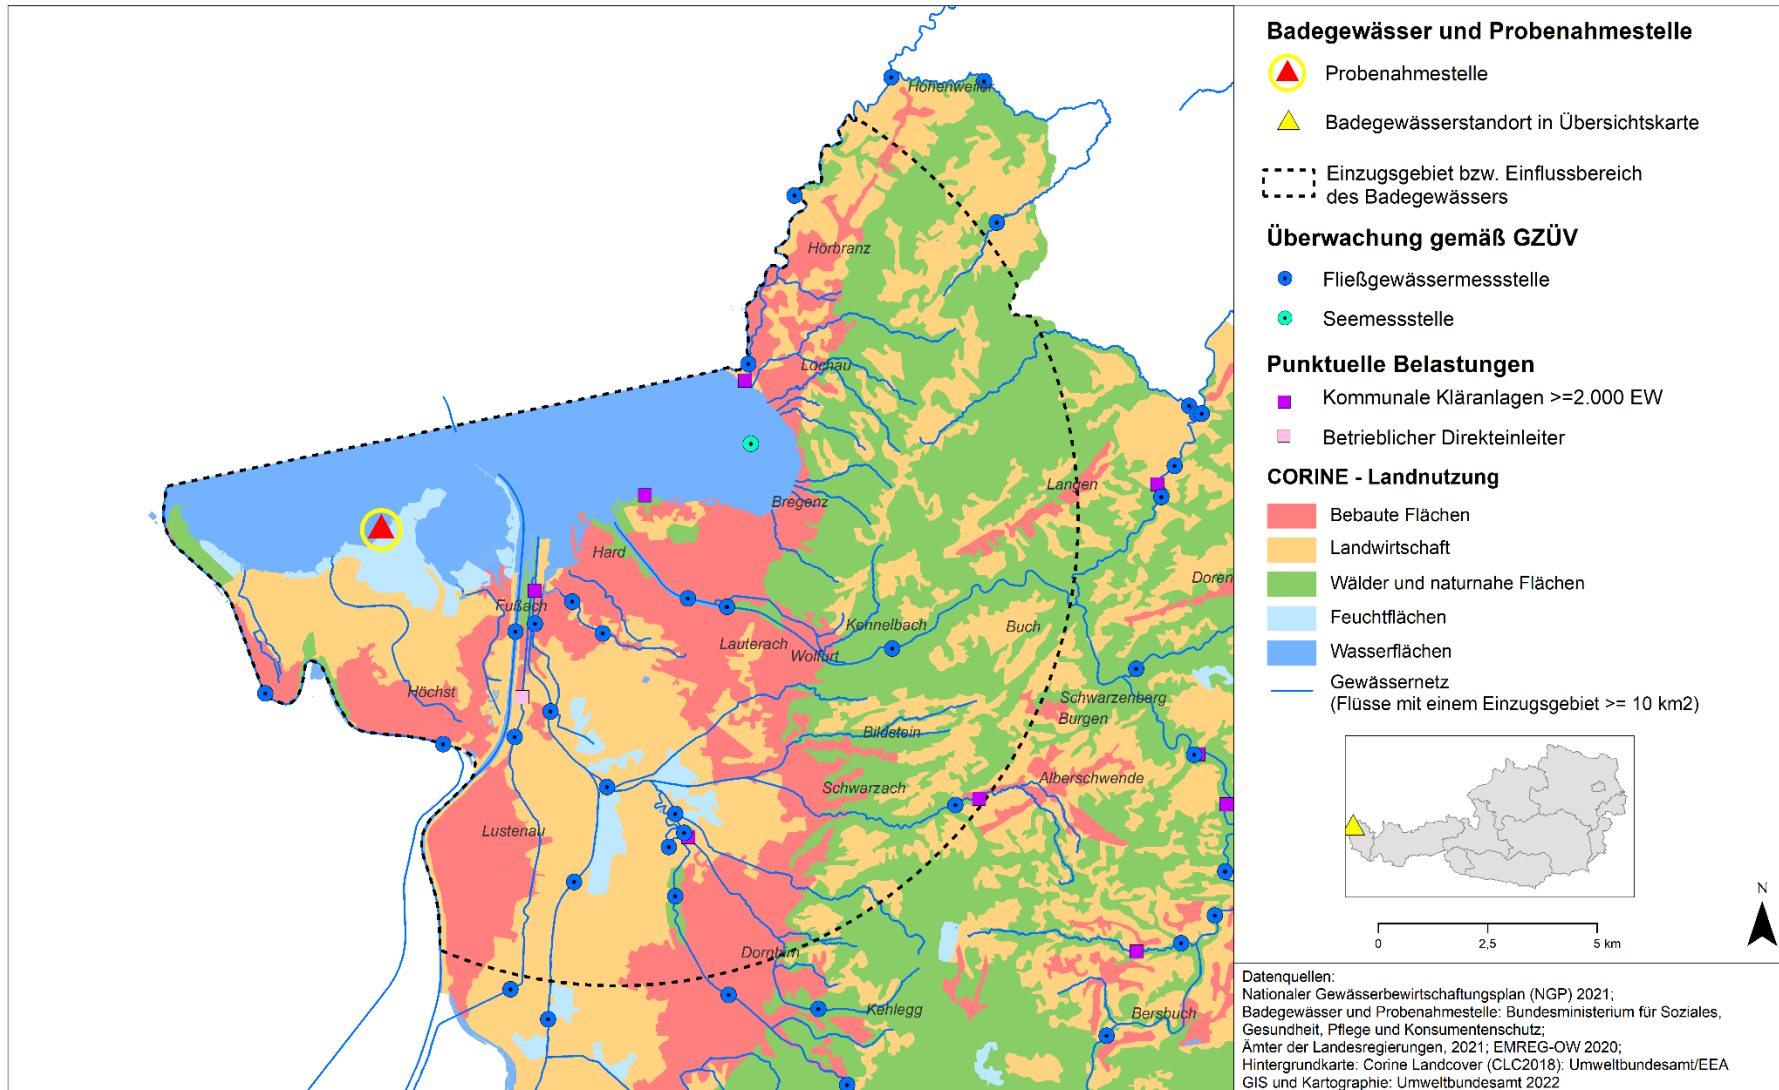 Hohenweiler
Hörbranz
Lochau
Langen
Bregenz
Hard
Doren
Fußach
Kennelbach
Buch
Lauterach
Wolfurt
Höchst
Schwarzenberg
Burgen
Bildstein
Alberschwende
Schwarzach
Lustenau
Dornbirn
Kehlegg
Bersbuch
Badegewässer und Probenahmestelle
Probenahmestelle
Badegewässerstandort in Übersichtskarte
Einzugsgebiet bzw. Einflussbereich
des Badegewässers
Überwachung gemäß GZÜV
Fließgewässermessstelle
Seemessstelle
Punktuelle Belastungen
Kommunale Kläranlagen >=2.000 EW
Betrieblicher Direkteinleiter
CORINE - Landnutzung
Bebaute Flächen
Landwirtschaft
Wälder und naturnahe Flächen
Feuchtflächen
Wasserflächen
Gewässernetz
(Flüsse mit einem Einzugsgebiet >= 10 km2)
N
0 2,5 5 km
Datenquellen:
Nationaler Gewässerbewirtschaftungsplan (NGP) 2021;
Badegewässer und Probenahmestelle: Bundesministerium für Soziales,
Gesundheit, Pflege und Konsumentenschutz;
Ämter der Landesregierungen, 2021; EMREG-OW 2020;
Hintergrundkarte: Corine Landcover (CLC2018): Umweltbundesamt/EEA
GIS und Kartographie: Umweltbundesamt 2022